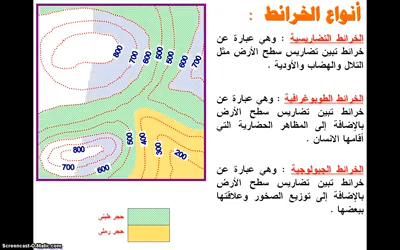 أنواع الخرائط :
الخرائط التضاريسية : وهي عبارة عن
خرائط تبين تضاريس سطح الأرض مثل
التلال والهضاب والأودية .
الخرائط الطبوغرافية : وهي عبارة عن
خرائط تبين تضاريس سطح الأرض
بالإضافة إلى المظاهر الحضارية التي
أقامها الانسان .
الخرائط الجيولوجية : وهي عبارة عن
خرائط تبين تضاريس سطح الأرض
بالإضافة إلى توزيع الصخور وعلاقتها
ببعضها .
800
700
600
500
600
700
800
800
700
600
500
400
300
200
حجر طيني
حجر رملي
Screencast-O-Matic.com